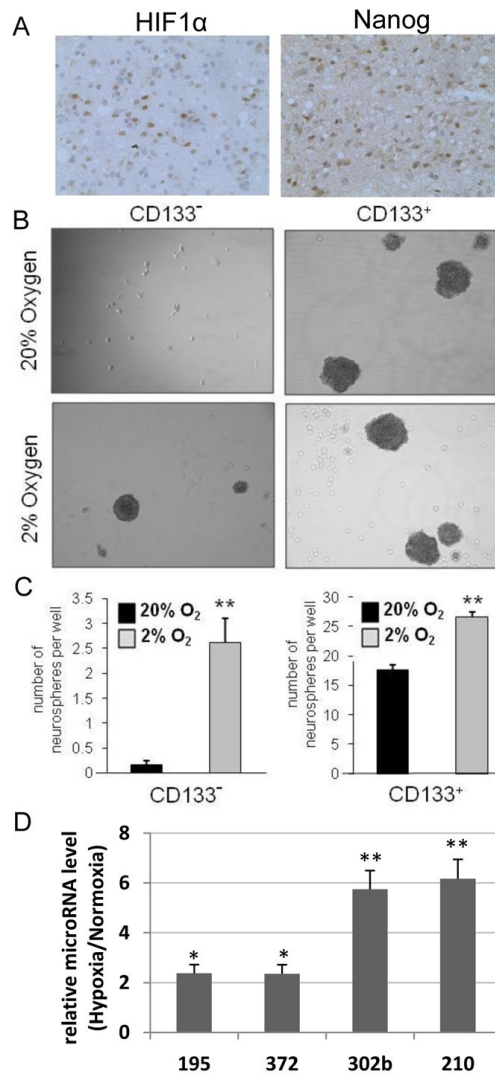 A
HIF1α
Nanog
B
CD133-
CD133+
20% Oxygen
2% Oxygen
C
number of
neurospheres per well
3.5
3
2.5
2
1.5
1
0.5
0
20% O2
2% O2
**
CD133-
number of
neurospheres per well
30
25
20
15
10
5
0
20% O2
2% O2
**
CD133+
D
relative microRNA level
(Hypoxia/Normoxia)
8
6
4
2
0
*
*
**
**
195
372
302b
210